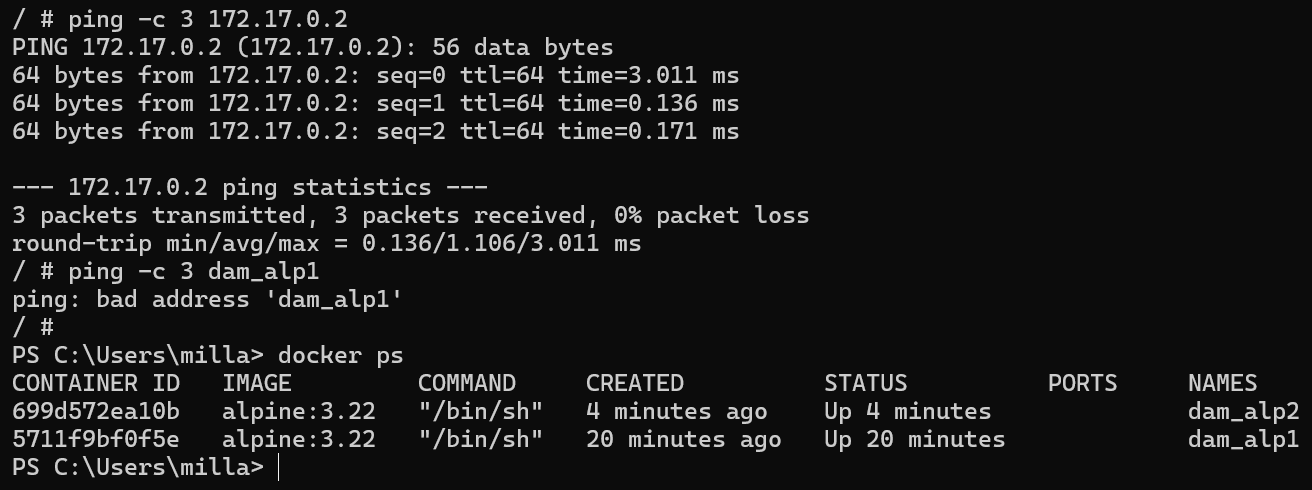 / # ping -c 3 172.17.0.2
PING 172.17.0.2 (172.17.0.2): 56 data bytes
64 bytes from 172.17.0.2: seq=0 ttl=64 time=3.011 ms
64 bytes from 172.17.0.2: seq=1 ttl=64 time=0.136 ms
64 bytes from 172.17.0.2: seq=2 ttl=64 time=0.171 ms

--- 172.17.0.2 ping statistics ---
3 packets transmitted, 3 packets received, 0% packet loss
round-trip min/avg/max = 0.136/1.106/3.011 ms
/ # ping -c 3 dam_alp1
ping: bad address 'dam_alp1'
/ #
PS C:\Users\milla> docker ps
CONTAINER ID   IMAGE         COMMAND     CREATED          STATUS          PORTS     NAMES
699d572ea10b   alpine:3.22   "/bin/sh"   4 minutes ago    Up 4 minutes              dam_alp2
5711f9bf0f5e   alpine:3.22   "/bin/sh"   20 minutes ago   Up 20 minutes             dam_alp1
PS C:\Users\milla>